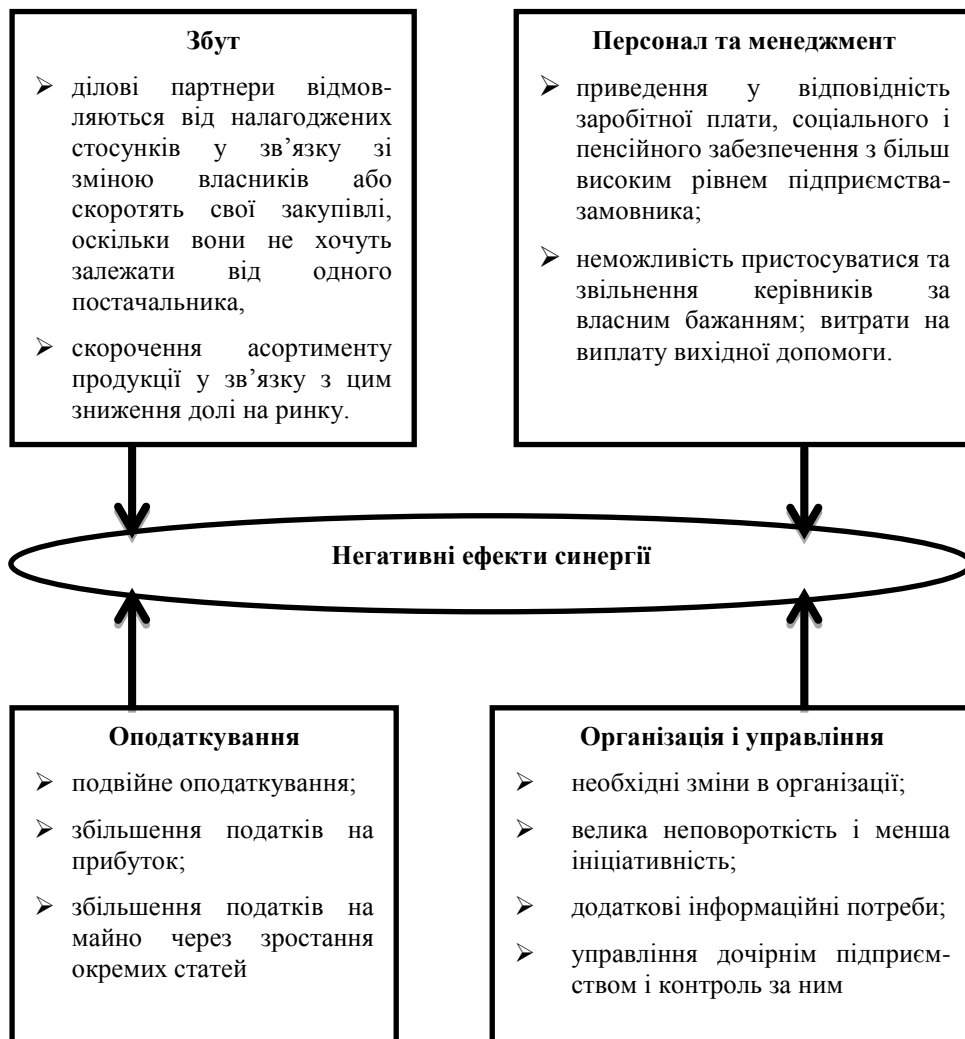 Збут
➢ ділові партнери відмов-
ляються від налагоджених
стосунків у зв’язку зі
зміною власників або
скоротять свої закупівлі,
оскільки вони не хочуть
залежати від одного
постачальника,
➢ скорочення асортименту
продукції у зв’язку з цим
зниження долі на ринку.
Персонал та менеджмент
➢ приведення у відповідність
заробітної плати, соціального і
пенсійного забезпечення з більш
високим рівнем підприємства-
замовника;
➢ неможливість пристосуватися та
звільнення керівників за
власним бажанням; витрати на
виплату вихідної допомоги.
Негативні ефекти синергії
Оподаткування
➢ подвійне оподаткування;
➢ збільшення податків на
прибуток;
➢ збільшення податків на
майно через зростання
окремих статей
Організація і управління
➢ необхідні зміни в організації;
➢ велика неповороткість і менша
ініціативність;
➢ додаткові інформаційні потреби;
➢ управління дочірнім підприєм-
ством і контроль за ним